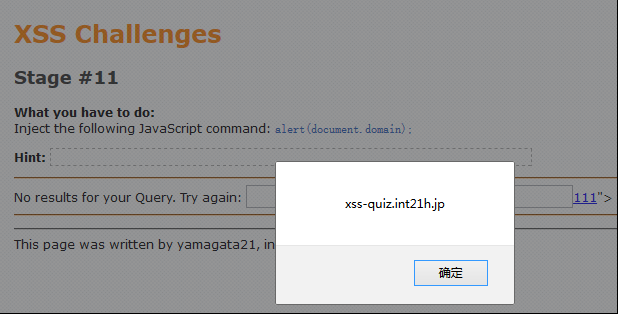 XSS Challenges
Stage #11
What you have to do:
Inject the following JavaScript command: alert(document.domain);
Hint:
No results for your Query. Try again: 111">
xss-quiz.int21h.jp
确定
This page was written by yamagata21, in